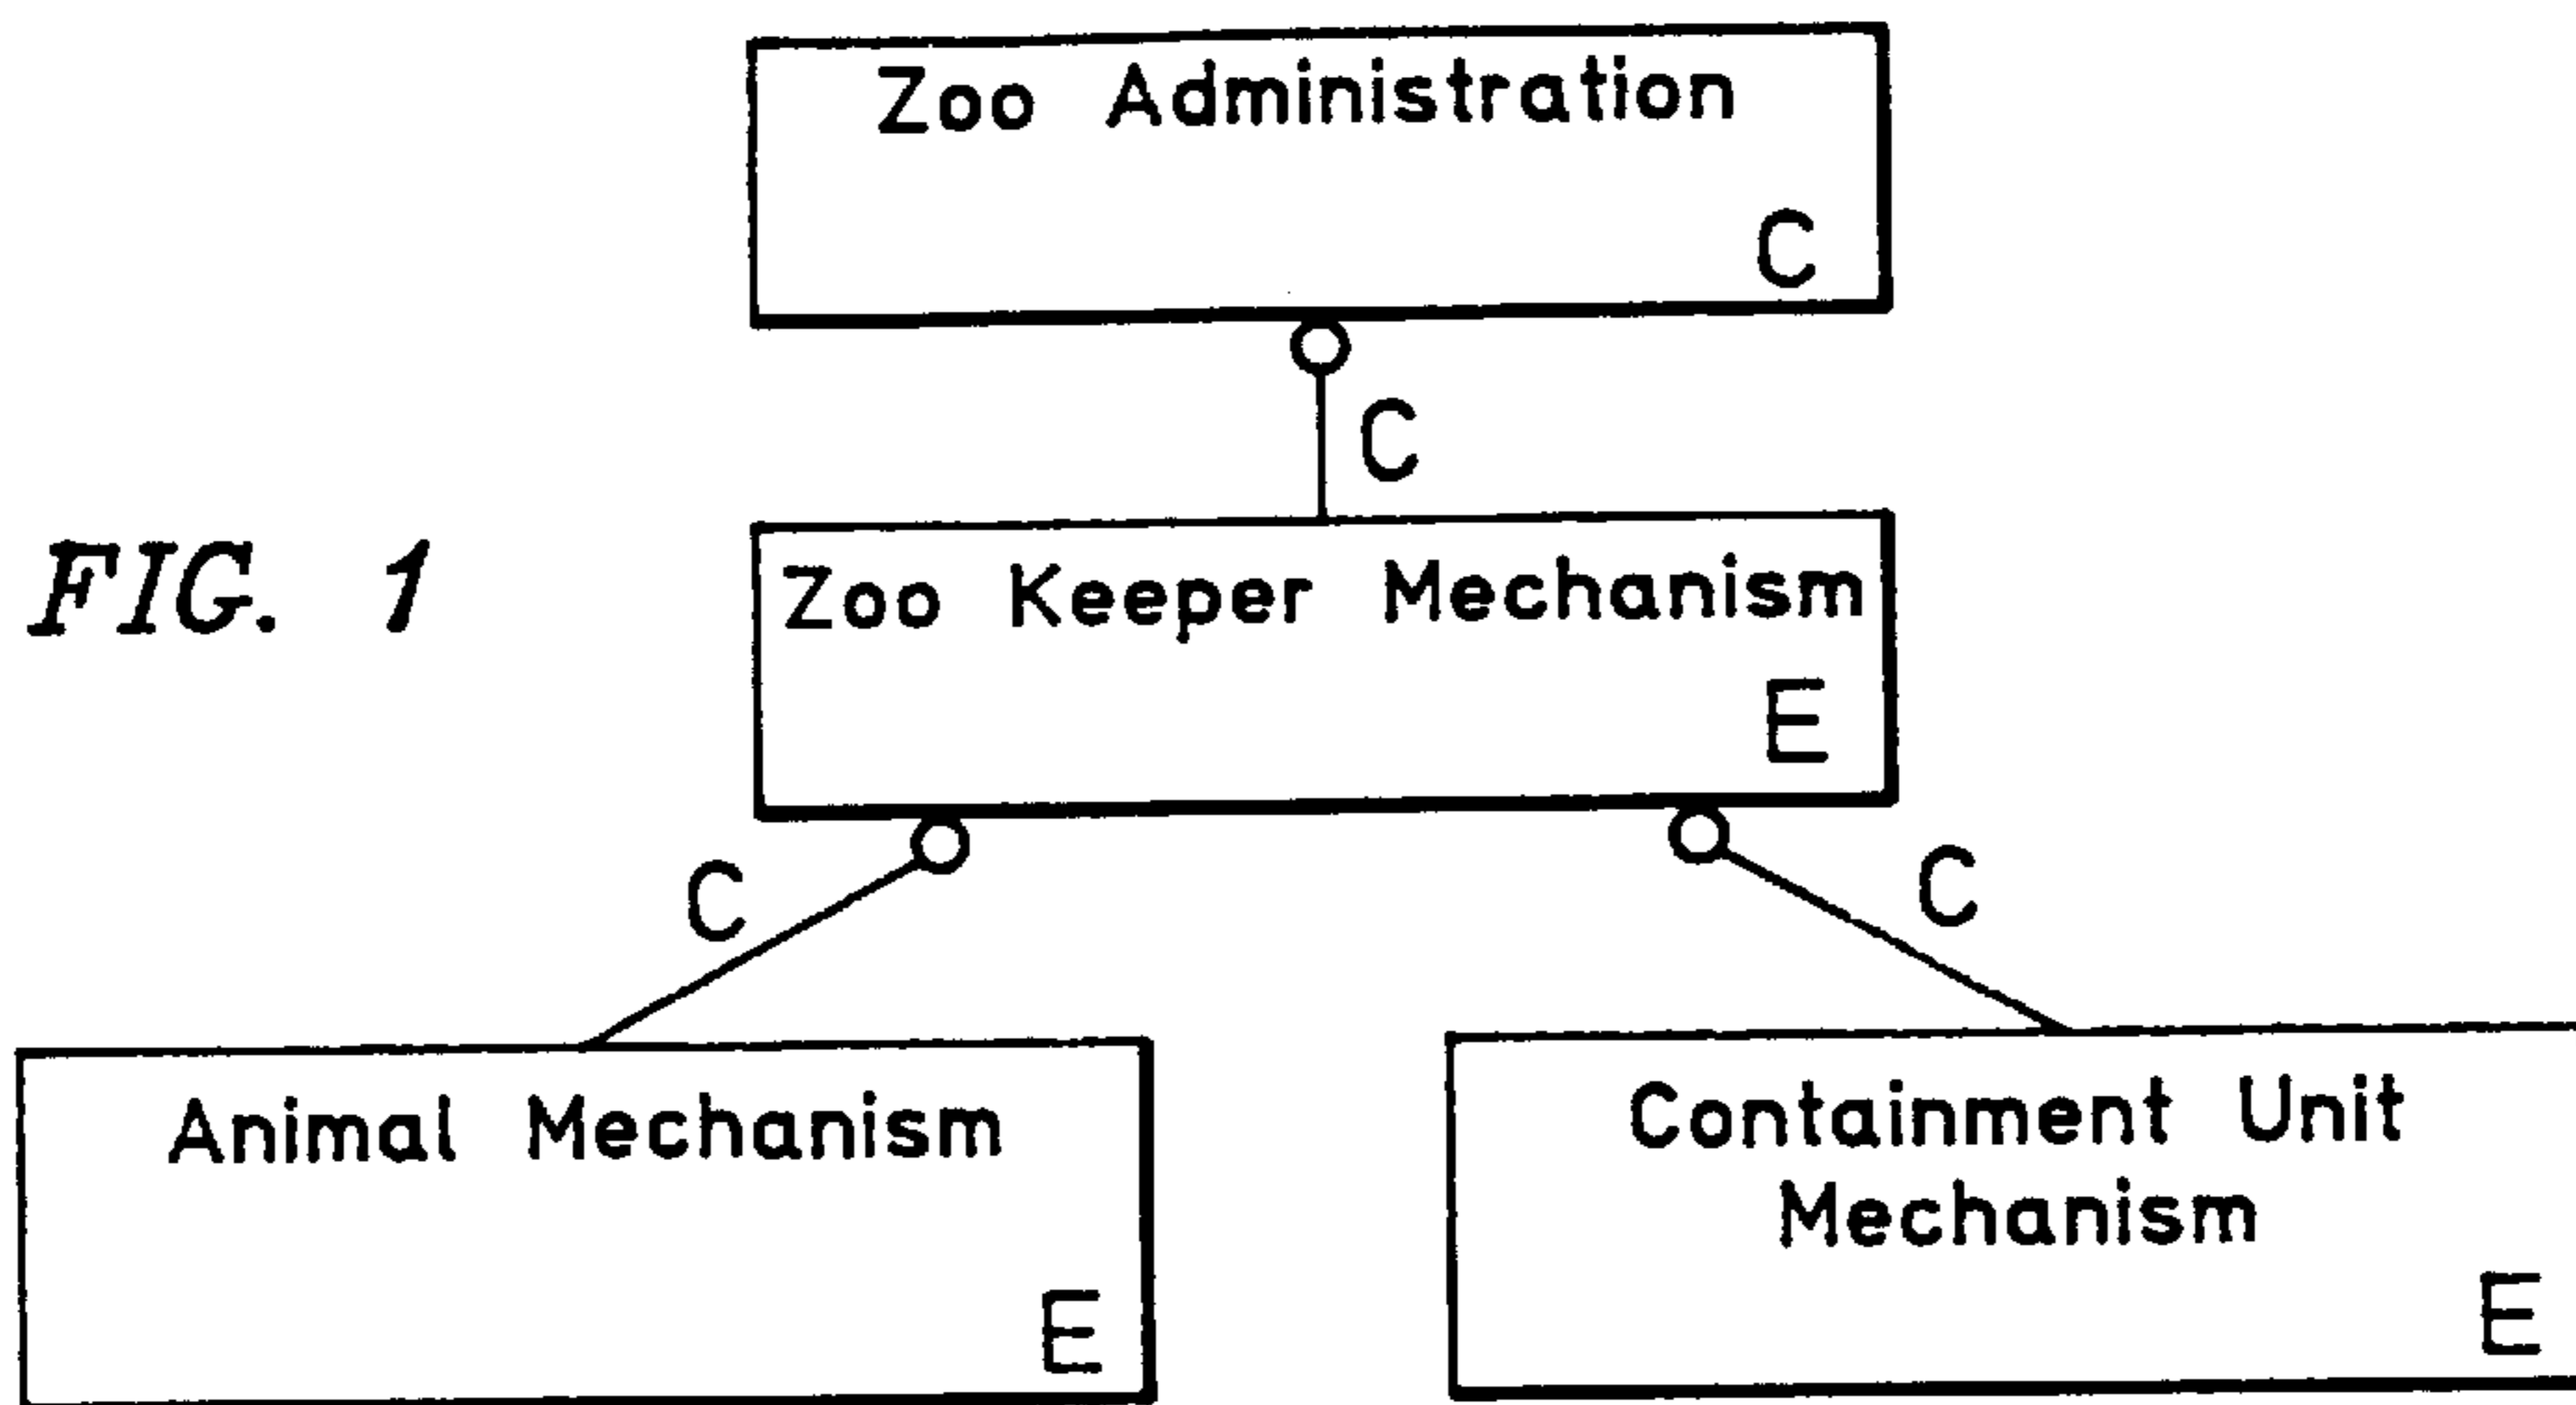 Zoo Administration
C
C
FIG. 1
Zoo Keeper Mechanism
E
C
C
Animal Mechanism
E
Containment Unit
Mechanism
E